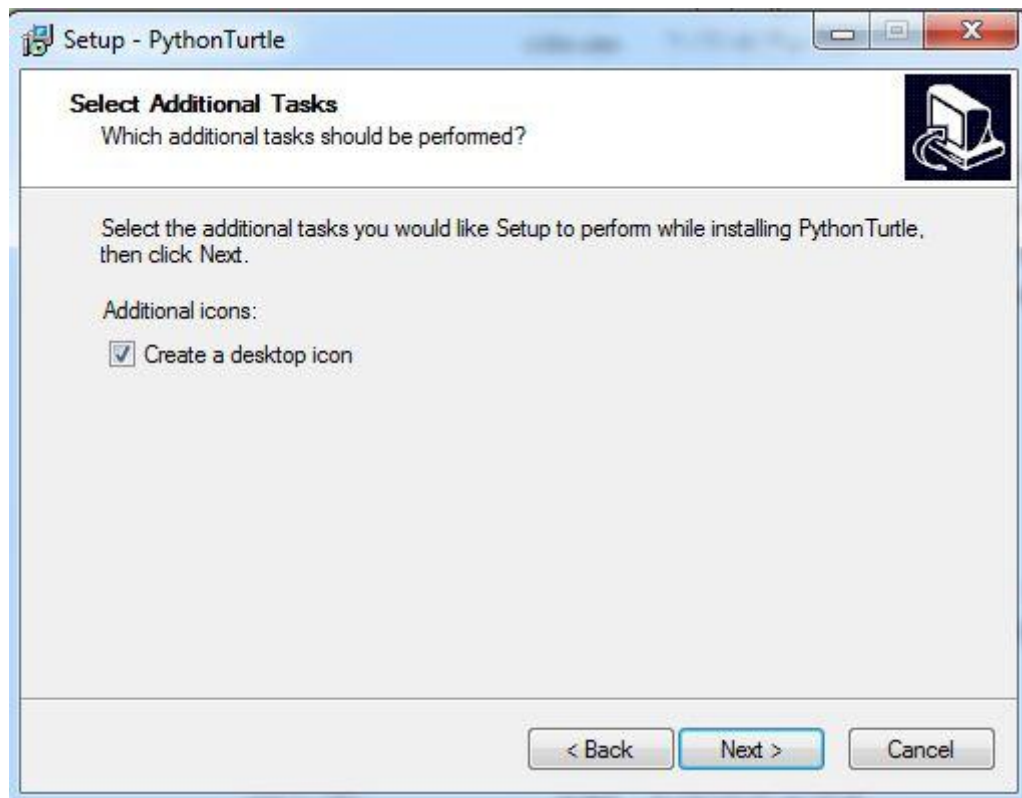 Setup - PythonTurtle
Select Additional Tasks
Which additional tasks should be performed?
Select the additional tasks you would like Setup to perform while installing PythonTurtle,
then click Next.
Additional icons:
Create a desktop icon
< Back
Next >
Cancel